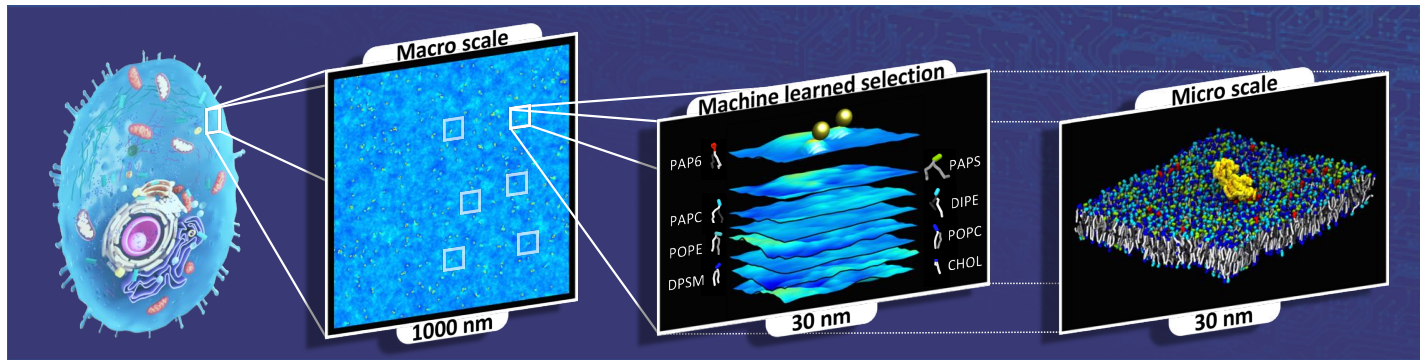 Macro scale
1000 nm
Machine learned selection
PAP6
PAPC
POPE
DPSM
PAPS
DIPE
POPC
CHOL
30 nm
Micro scale
30 nm